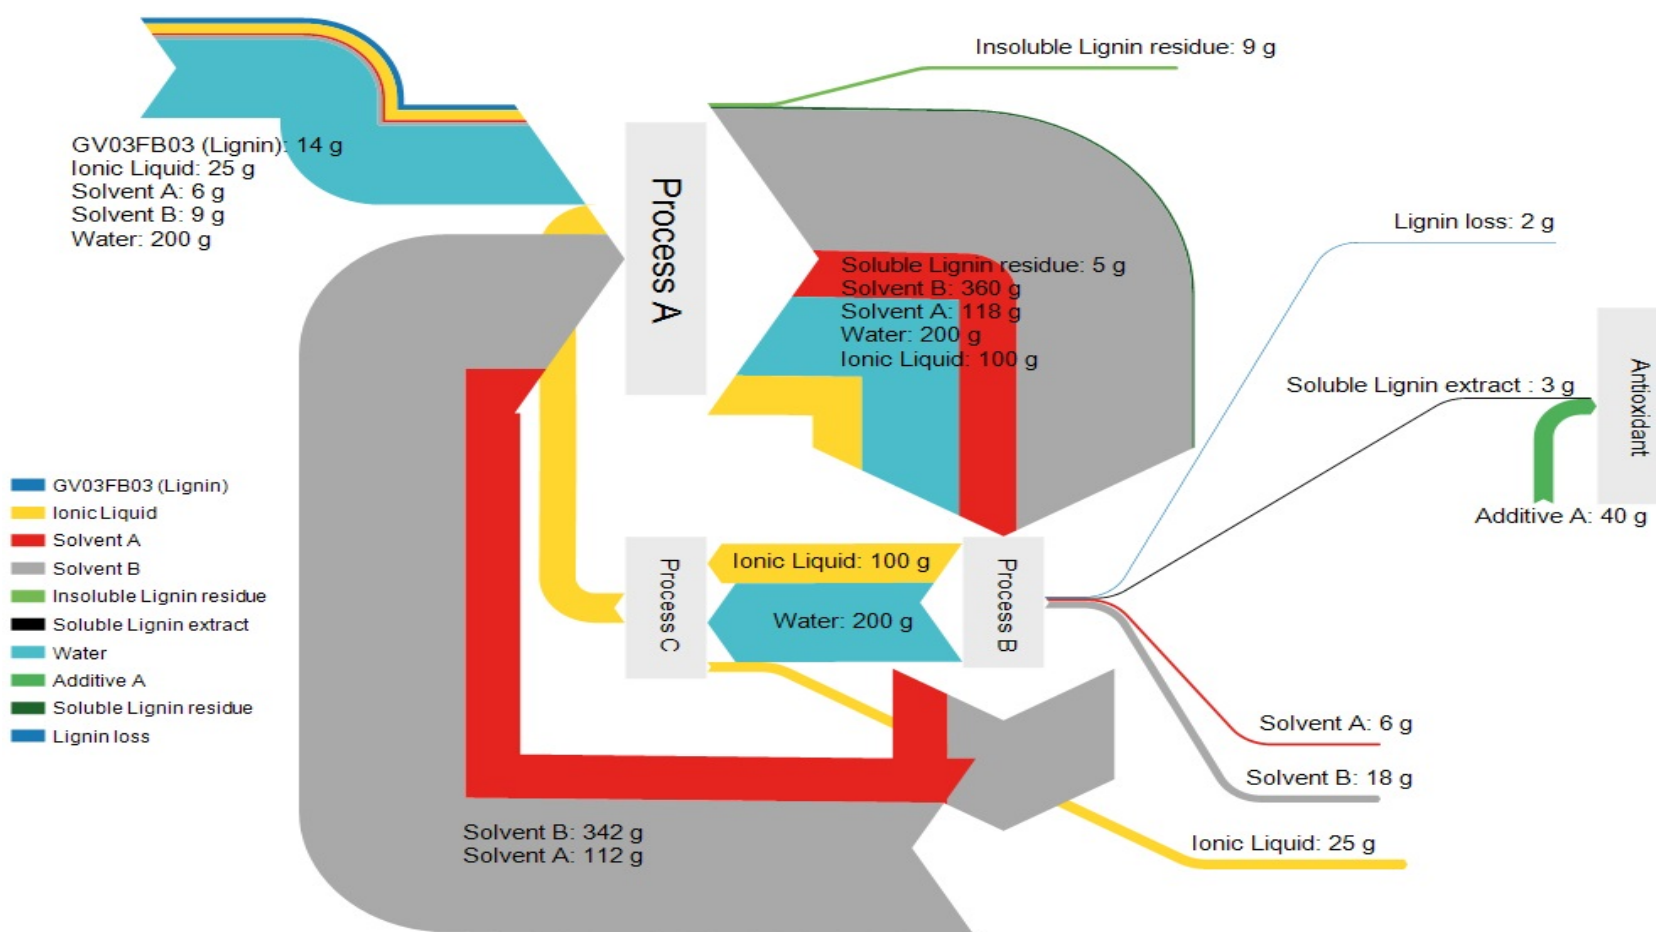 Insoluble Lignin residue: 9 g
GV03FB03 (Lignin): 14 g
Ionic Liquid: 25 g
Solvent A: 6 g
Solvent B: 9 g
Water: 200 g
Process A
Lignin loss: 2 g
Soluble Lignin residue: 5 g
Solvent B: 360 g
Solvent A: 118 g
Water: 200 g
Ionic Liquid: 100 g
Soluble Lignin extract : 3 g
Antioxidant
Additive A: 40 g
GV03FB03 (Lignin)
Ionic Liquid
Solvent A
Solvent B
Insoluble Lignin residue
Soluble Lignin extract
Water
Additive A
Soluble Lignin residue
Lignin loss
Process C
Ionic Liquid: 100 g
Water: 200 g
Process B
Solvent A: 6 g
Solvent B: 18 g
Ionic Liquid: 25 g
Solvent B: 342 g
Solvent A: 112 g